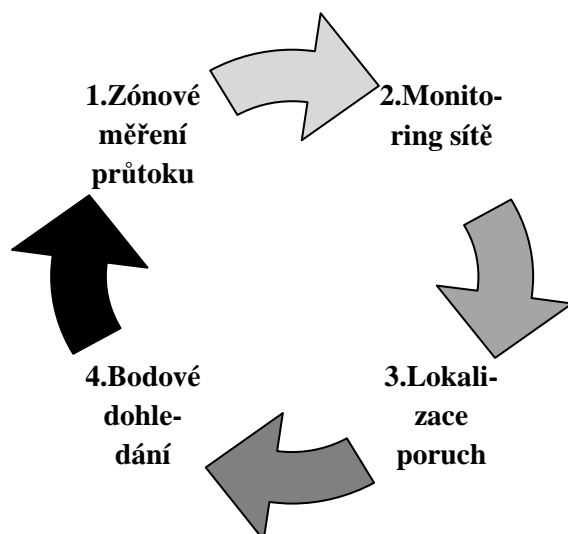 1.Zónové
měření
průtoku
2.Monito-
ring sítě
3.Lokali-
zace
poruch
4.Bodové
dohle-
dání